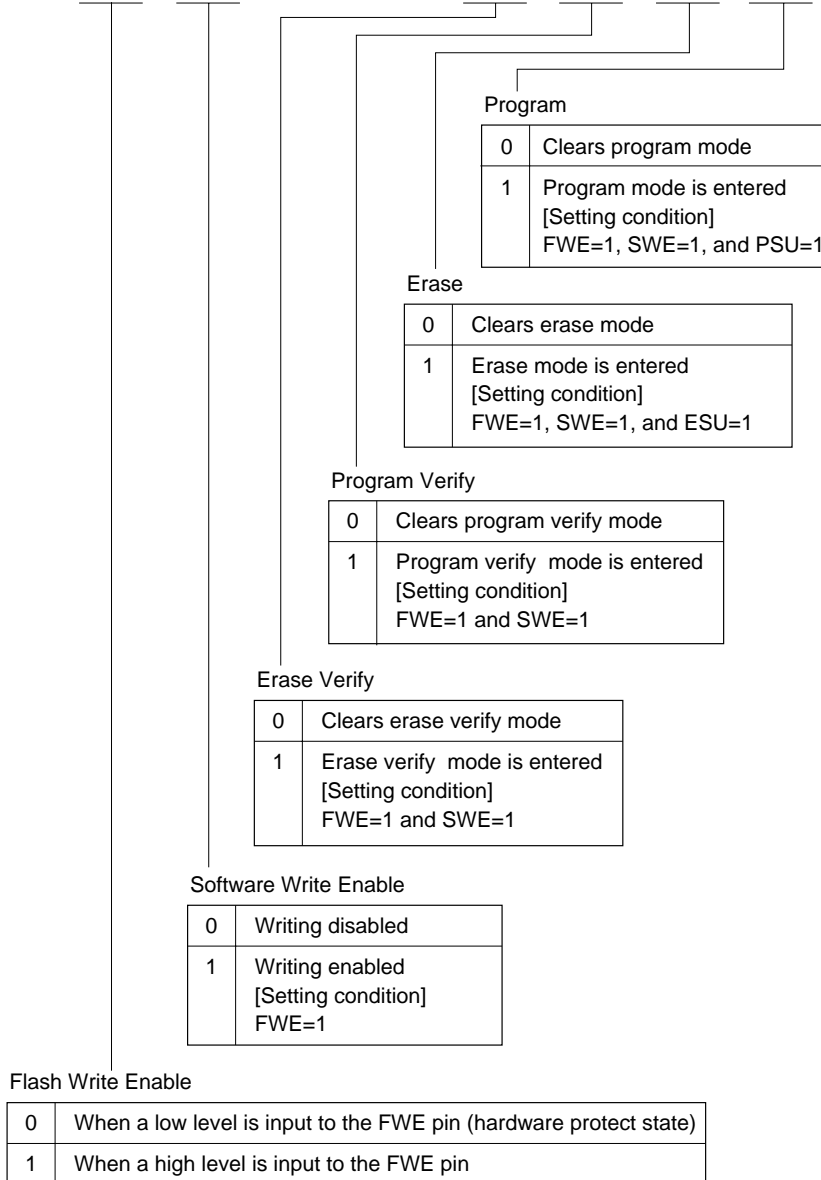 Program
0 Clears program mode
1 Program mode is entered
[Setting condition]
FWE=1, SWE=1, and PSU=1
Erase
0 Clears erase mode
1 Erase mode is entered
[Setting condition]
FWE=1, SWE=1, and ESU=1
Program Verify
0 Clears program verify mode
1 Program verify mode is entered
[Setting condition]
FWE=1 and SWE=1
Erase Verify
0 Clears erase verify mode
1 Erase verify mode is entered
[Setting condition]
FWE=1 and SWE=1
Software Write Enable
0 Writing disabled
1 Writing enabled
[Setting condition]
FWE=1
Flash Write Enable
0 When a low level is input to the FWE pin (hardware protect state)
1 When a high level is input to the FWE pin